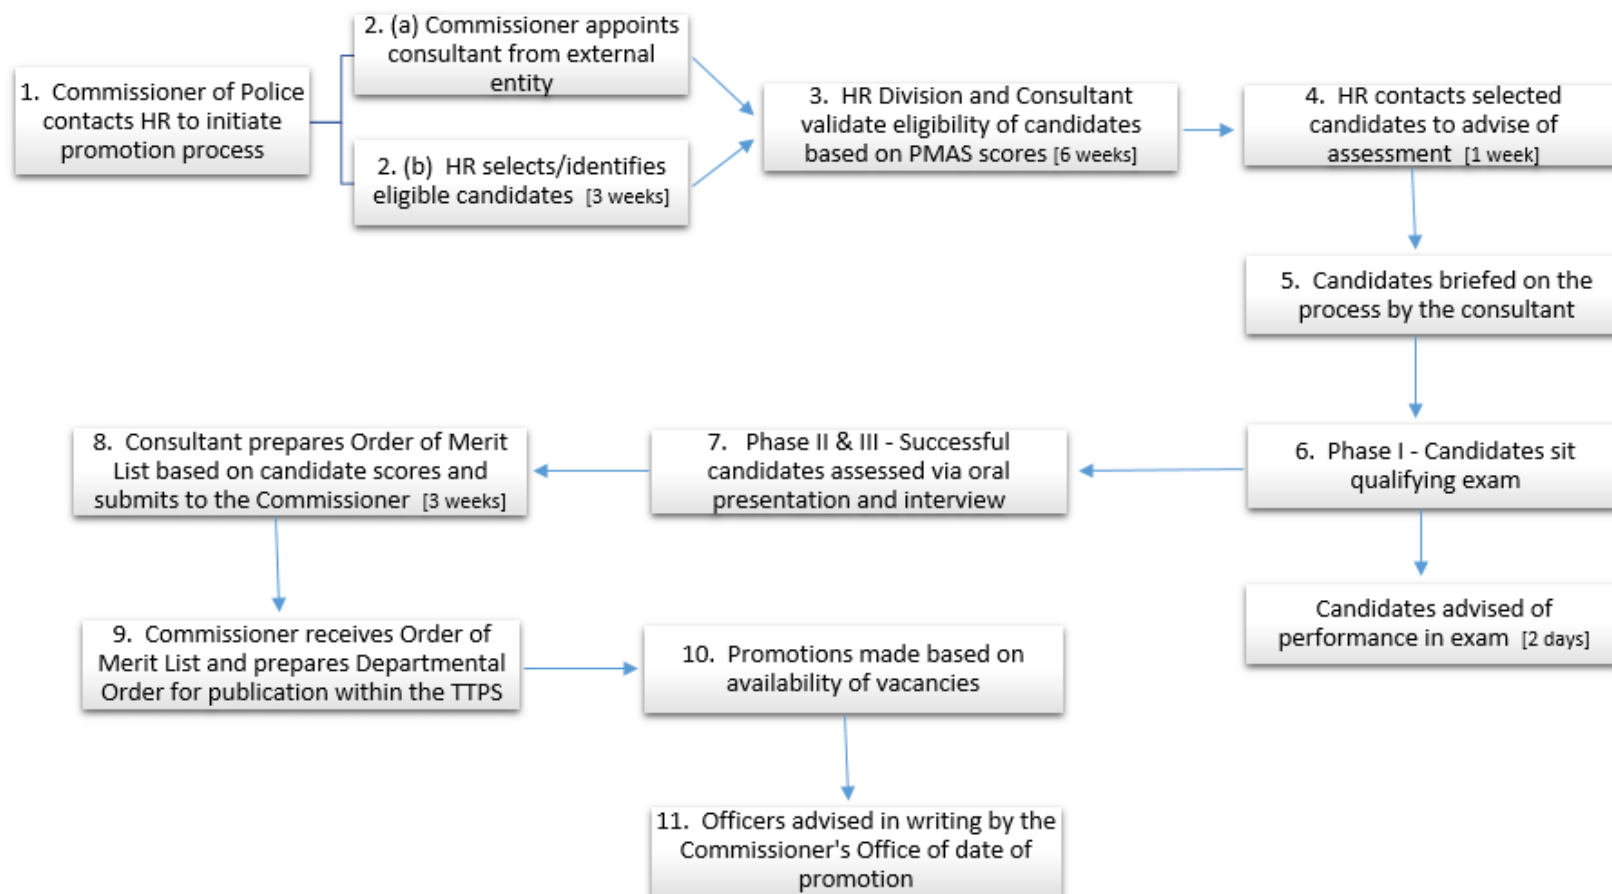 1. Commissioner of Police
contacts HR to initiate
promotion process
2. (a) Commissioner appoints
consultant from external
entity
2. (b) HR selects/identifies
eligible candidates [3 weeks]
3. HR Division and Consultant
validate eligibility of candidates
based on PMAS scores [6 weeks]
4. HR contacts selected
candidates to advise of
assessment [1 week]
5. Candidates briefed on the
process by the consultant
6. Phase I - Candidates sit
qualifying exam
Candidates advised of
performance in exam [2 days]
7. Phase II & III - Successful
candidates assessed via oral
presentation and interview
8. Consultant prepares Order of Merit
List based on candidate scores and
submits to the Commissioner [3 weeks]
9. Commissioner receives Order of
Merit List and prepares Departmental
Order for publication within the TTPS
10. Promotions made based on
availability of vacancies
11. Officers advised in writing by the
Commissioner's Office of date of
promotion